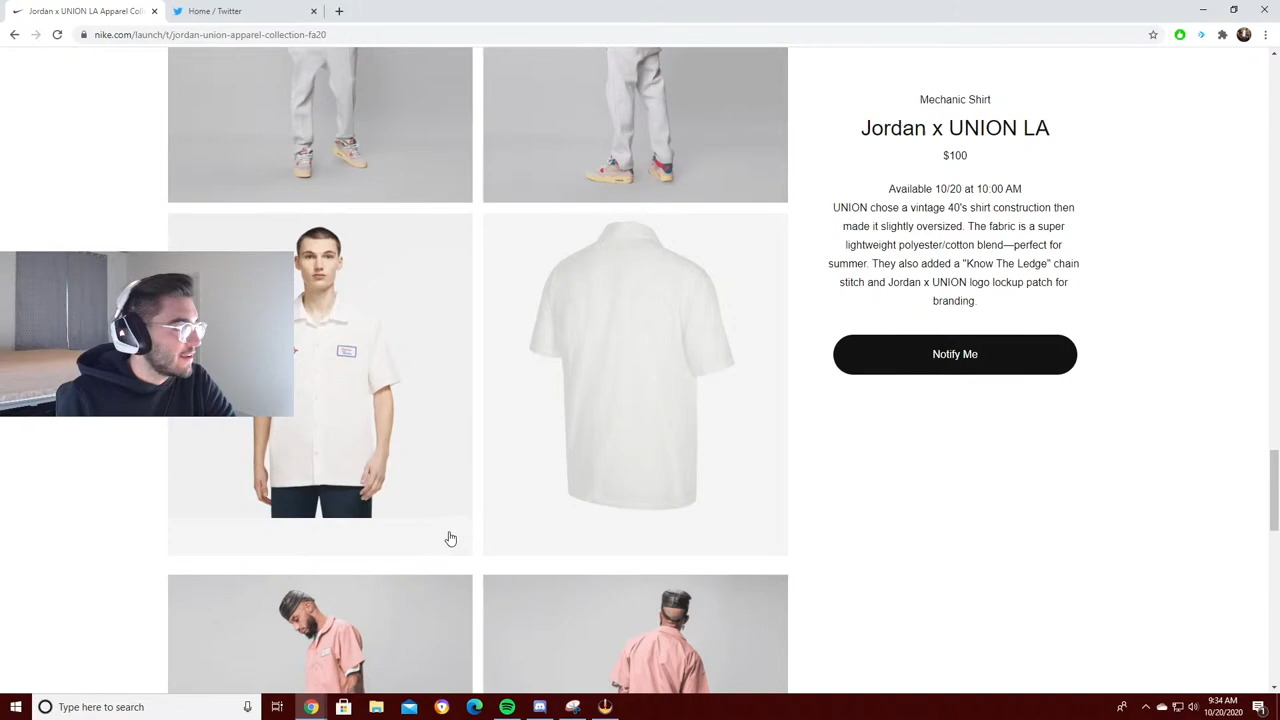 Jordan x UNION LA Apparel Coll
Home / Twitter
nike.com/launch/t/jordan-union-apparel-collection-fa20
Mechanic Shirt
Jordan x UNION LA
$100
Available 10/20 at 10:00 AM
UNION chose a vintage 40's shirt construction then
made it slightly oversized. The fabric is a super
lightweight polyester/cotton blend—perfect for
summer. They also added a "Know The Ledge" chain
stitch and Jordan x UNION logo lockup patch for
branding.
Notify Me
Type here to search
9:34 AM
10/20/2020